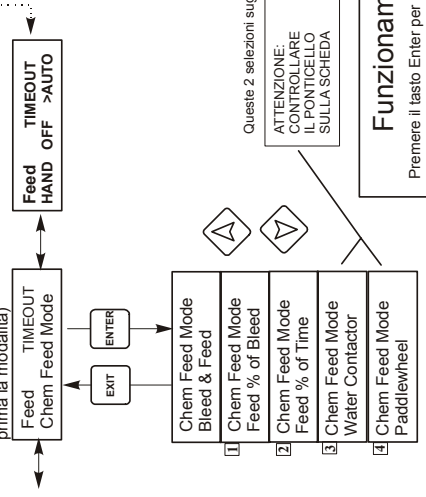 prima la modalità)
Feed TIMEOUT
Chem Feed Mode
Feed TIMEOUT
HAND OFF >AUTO
EXIT
ENTER
Chem Feed Mode
Bleed & Feed
1 Chem Feed Mode
Feed % of Bleed
2 Chem Feed Mode
Feed % of Time
3 Chem Feed Mode
Water Contactor
4 Chem Feed Mode
Paddlewheel
Queste 2 selezioni sug
ATTENZIONE:
CONTROLLARE
IL PONTICELLO
SULLA SCHEDA
Funzionam
Premere il tasto Enter per